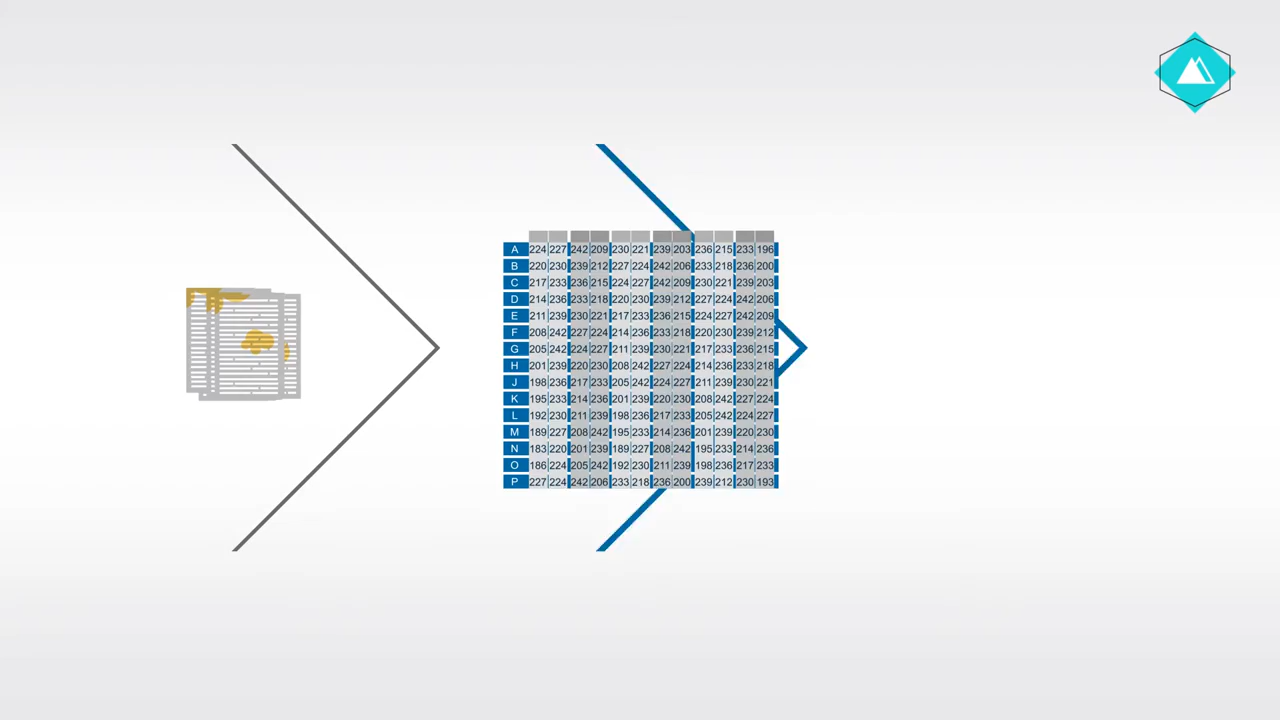 A 224 227 242 209 230 221 239 203 236 215 233 196
B 220 230 239 212 227 224 242 206 233 218 236 200
C 217 233 236 215 224 227 242 209 230 221 239 203
D 214 236 233 218 220 230 239 212 227 224 242 206
E 211 239 230 221 217 233 236 215 224 227 242 209
F 208 242 227 224 214 236 233 218 220 230 239 212
G 205 242 224 227 211 239 230 221 217 233 236 215
H 201 239 220 230 208 242 227 224 214 236 233 218
J 198 236 217 233 205 242 224 227 211 239 230 221
K 195 233 214 236 201 239 220 230 208 242 227 224
L 192 230 211 239 198 236 217 233 205 242 224 227
M 189 227 208 242 195 233 214 236 201 239 220 230
N 183 220 201 239 189 227 208 242 195 233 214 236
O 186 224 205 242 192 230 211 239 198 236 217 233
P 227 224 242 206 233 218 236 200 239 212 230 193